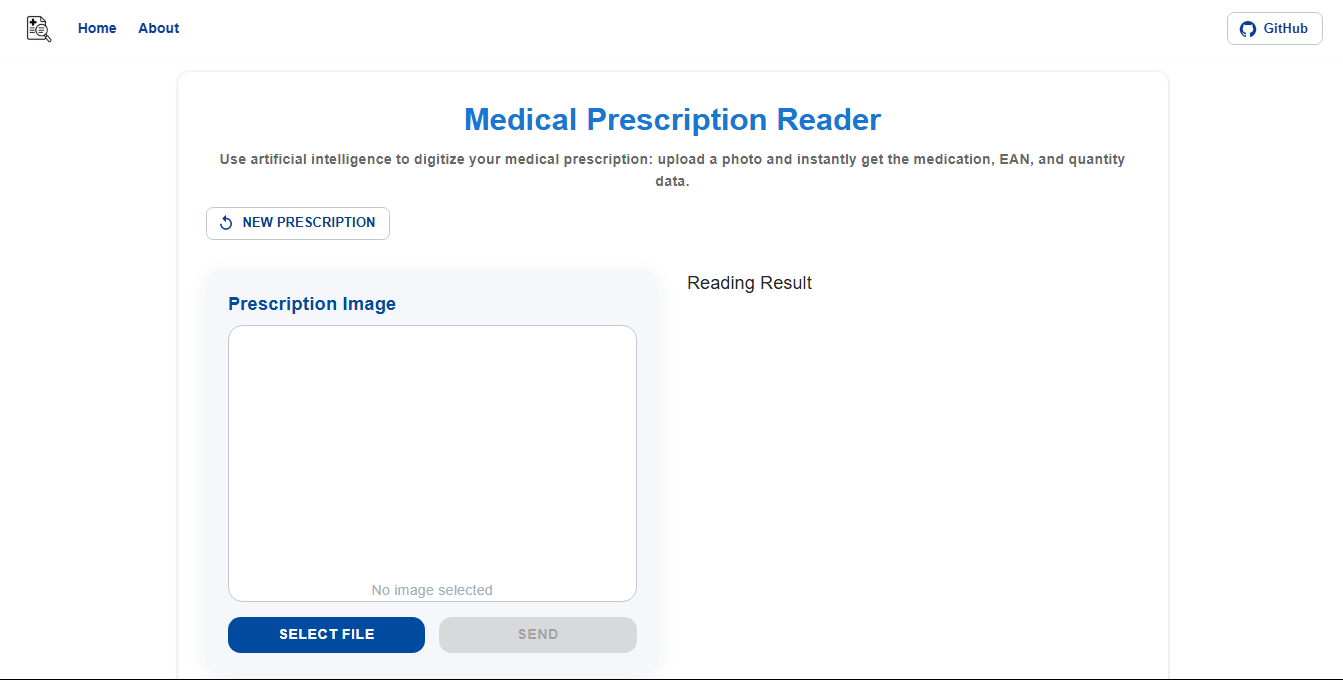 Home About GitHub
Medical Prescription Reader
Use artificial intelligence to digitize your medical prescription: upload a photo and instantly get the medication, EAN, and quantity
data.
NEW PRESCRIPTION
Prescription Image
No image selected
SELECT FILE SEND
Reading Result